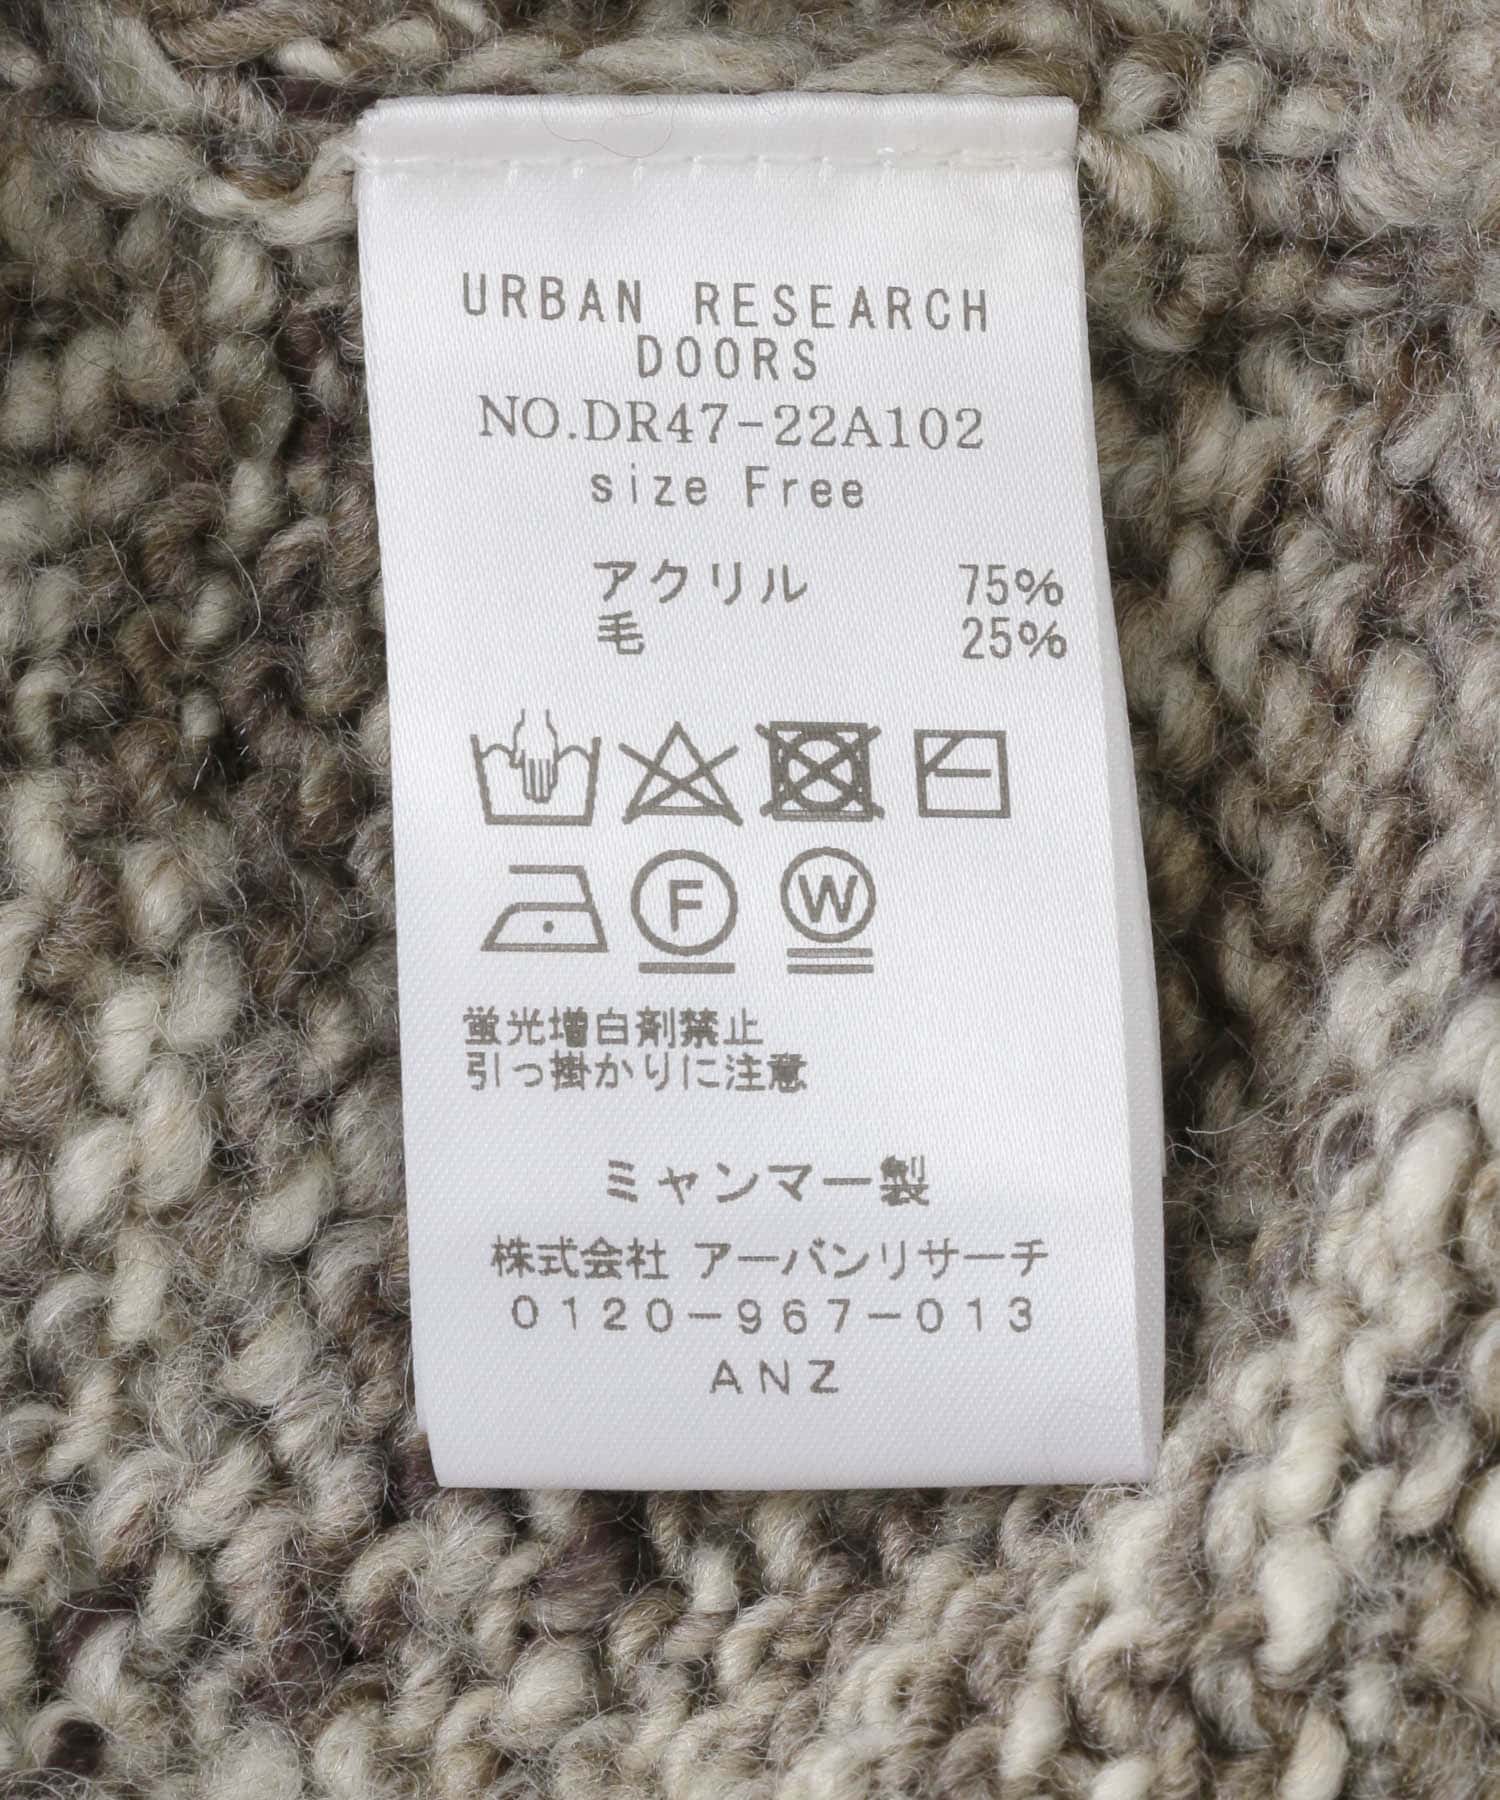 URBAN RESEARCH
DOORS
NO.DR47-22A102
size Free
アクリル 75%
毛 25%
F W
蛍光増白剤禁止
引っ掛かりに注意
ミャンマー製
株式会社 アーバンリサーチ
0120-967-013
ANZ